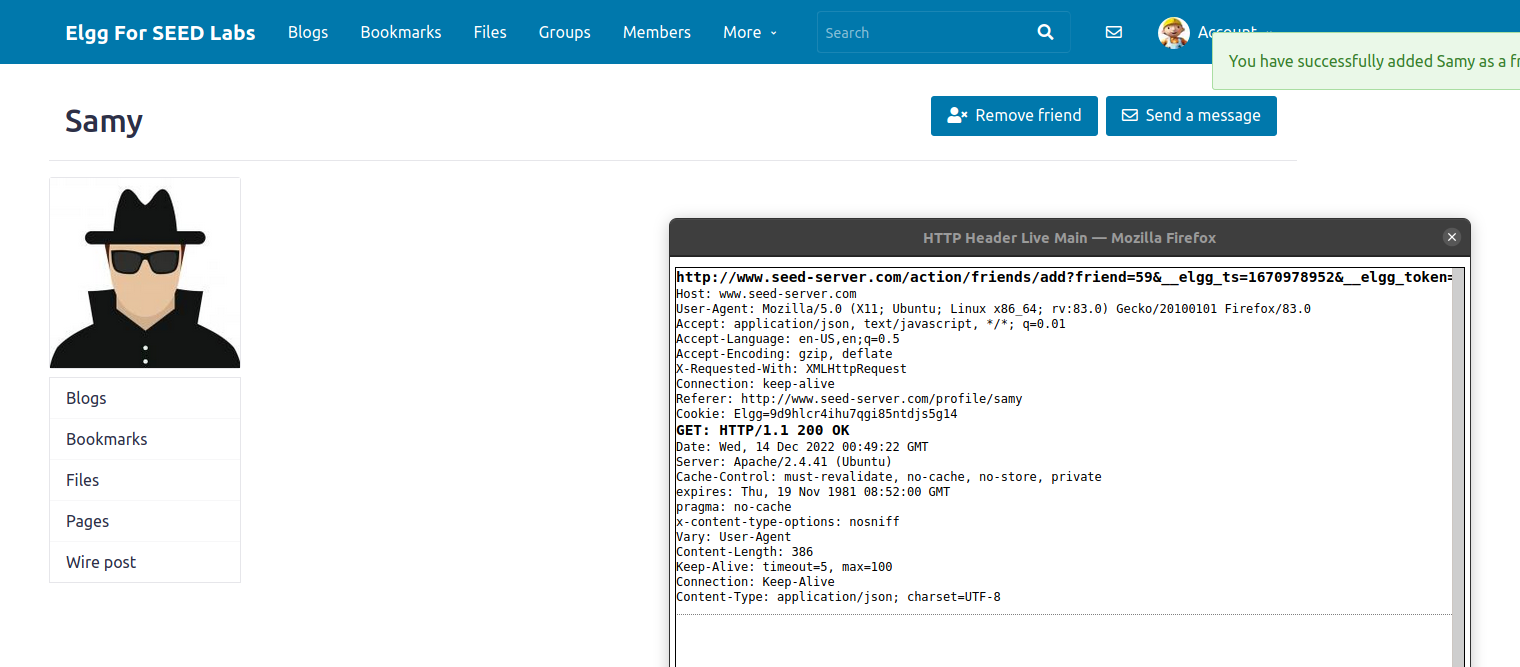 Elgg For SEED Labs Blogs Bookmarks Files Groups Members More Search Account
You have successfully added Samy as a
Samy
Remove friend Send a message
HTTP Header Live Main — Mozilla Firefox
http://www.seed-server.com/action/friends/add?friend=59&__elgg_ts=1670978952&__elgg_token=
Host: www.seed-server.com
User-Agent: Mozilla/5.0 (X11; Ubuntu; Linux x86_64; rv:83.0) Gecko/20100101 Firefox/83.0
Accept: application/json, text/javascript, */*; q=0.01
Accept-Language: en-US,en;q=0.5
Accept-Encoding: gzip, deflate
X-Requested-With: XMLHttpRequest
Connection: keep-alive
Referer: http://www.seed-server.com/profile/samy
Cookie: Elgg=9d9hlcr4ihu7qgi85ntdjs5g14
GET: HTTP/1.1 200 OK
Date: Wed, 14 Dec 2022 00:49:22 GMT
Server: Apache/2.4.41 (Ubuntu)
Cache-Control: must-revalidate, no-cache, no-store, private
expires: Thu, 19 Nov 1981 08:52:00 GMT
pragma: no-cache
x-content-type-options: nosniff
Vary: User-Agent
Content-Length: 386
Keep-Alive: timeout=5, max=100
Connection: Keep-Alive
Content-Type: application/json; charset=UTF-8
Blogs
Bookmarks
Files
Pages
Wire post